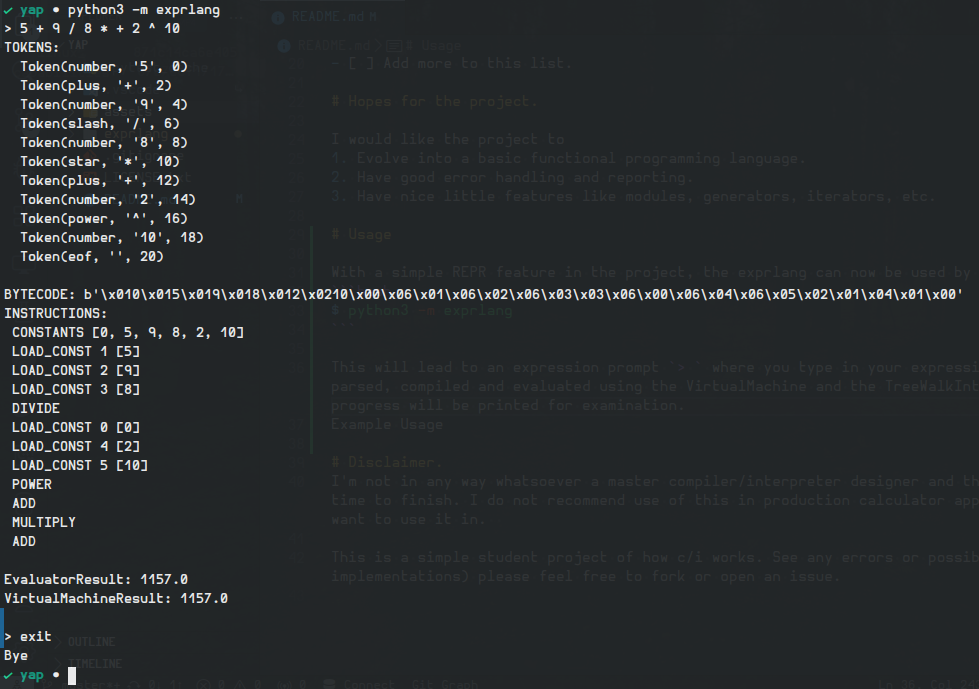 ✓ yap • python3 -m exprlang
> 5 + 9 / 8 * + 2 ^ 10
TOKENS:
Token(number, '5', 0)
Token(plus, '+', 2)
Token(number, '9', 4)
Token(slash, '/', 6)
Token(number, '8', 8)
Token(star, '*', 10)
Token(plus, '+', 12)
Token(number, '2', 14)
Token(power, '^', 16)
Token(number, '10', 18)
Token(eof, '', 20)
BYTECODE: b'\x010\x015\x019\x018\x012\x0210\x00\x06\x01\x06\x02\x06\x03\x03\x06\x00\x06\x04\x06\x05\x02\x01\x04\x01\x00'
INSTRUCTIONS:
CONSTANTS [0, 5, 9, 8, 2, 10]
LOAD_CONST 1 [5]
LOAD_CONST 2 [9]
LOAD_CONST 3 [8]
DIVIDE
LOAD_CONST 0 [0]
LOAD_CONST 4 [2]
LOAD_CONST 5 [10]
POWER
ADD
MULTIPLY
ADD
EvaluatorResult: 1157.0
VirtualMachineResult: 1157.0
> exit
Bye
✓ yap •
README.md M
README.md > # Usage
- [ ] Add more to this list.
# Hopes for the project.
I would like the project to
1. Evolve into a basic functional programming language.
2. Have good error handling and reporting.
3. Have nice little features like modules, generators, iterators, etc.
# Usage
With a simple REPR feature in the project, the exprlang can now be used by
$ python3 -m exprlang
```
This will lead to an expression prompt `> ` where you type in your expressi
parsed, compiled and evaluated using the VirtualMachine and the TreeWalkInt
progress will be printed for examination.
Example Usage
# Disclaimer.
I'm not in any way whatsoever a master compiler/interpreter designer and th
time to finish, I do not recommend use of this in production calculator app
want to use it in.
This is a simple student project of how c/i works. See any errors or possib
implementations) please feel free to fork or open an issue.
YAP
OUTLINE
TIMELINE
Connect Git Graph